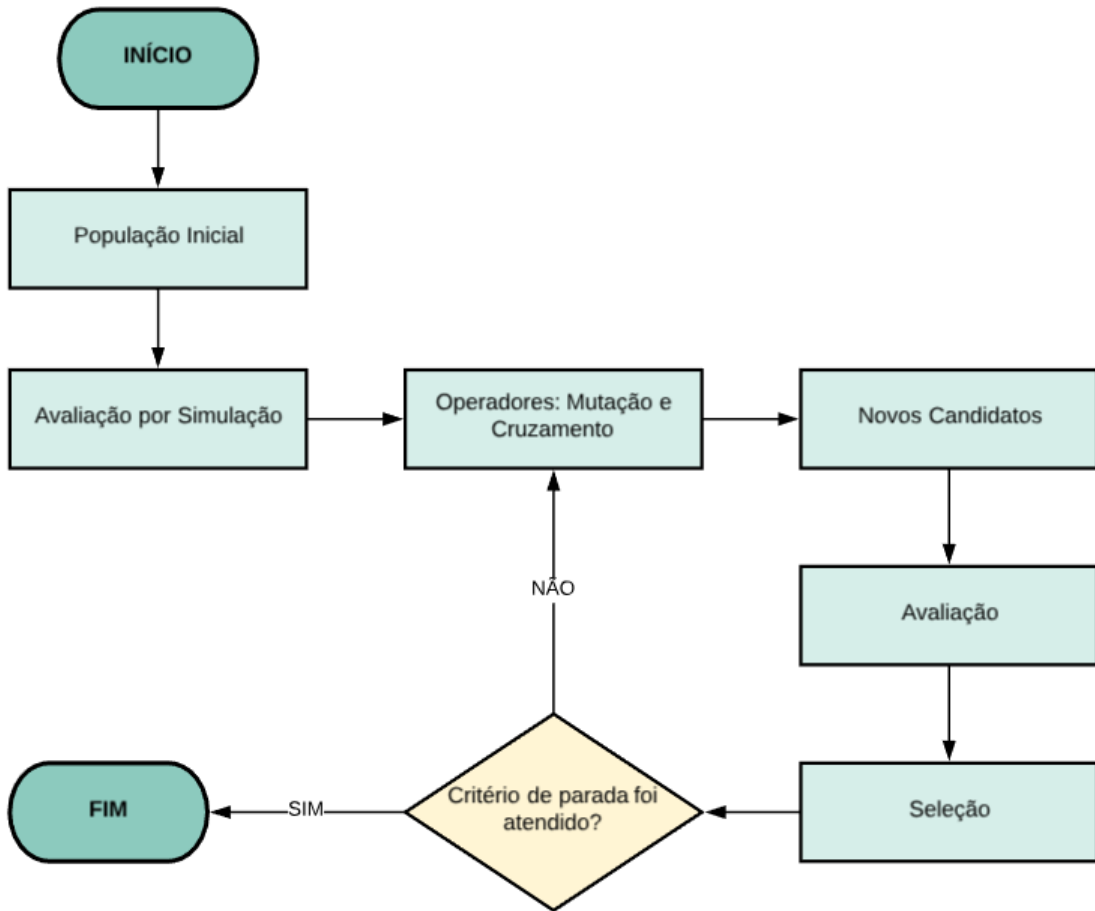 INÍCIO
População Inicial
Avaliação por Simulação
Operadores: Mutação e
Cruzamento
Novos Candidatos
Avaliação
NÃO
Seleção
Critério de parada foi
atendido?
SIM
FIM